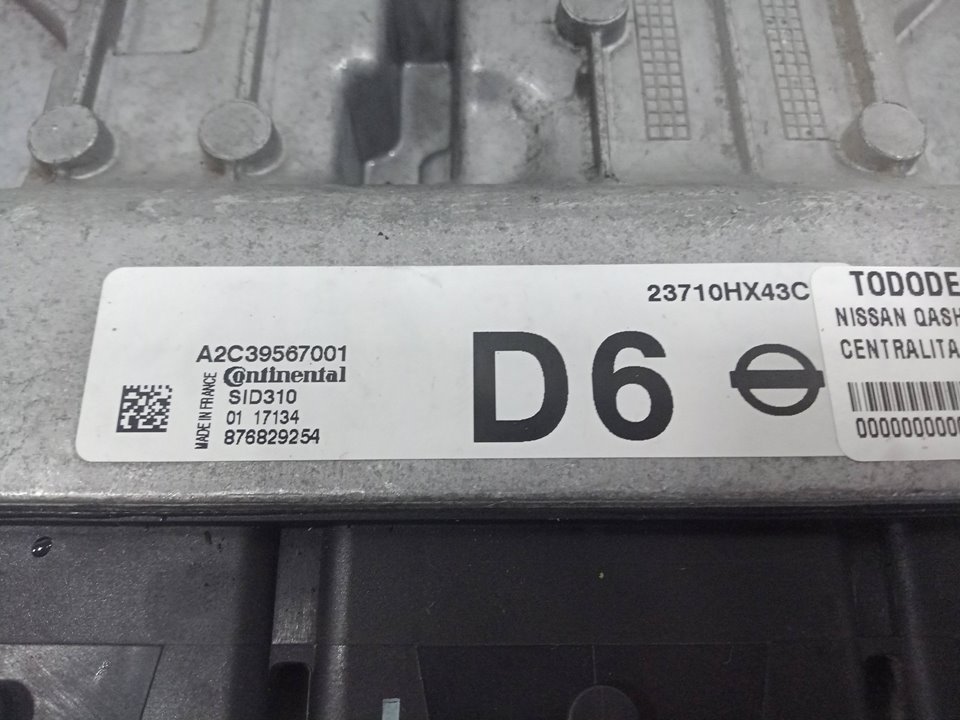 23710HX43C
A2C39567001
Continental
SID310
01 17134
876829254
MADE IN FRANCE
D6
TODODE
NISSAN QASH
CENTRALITA
0000000000